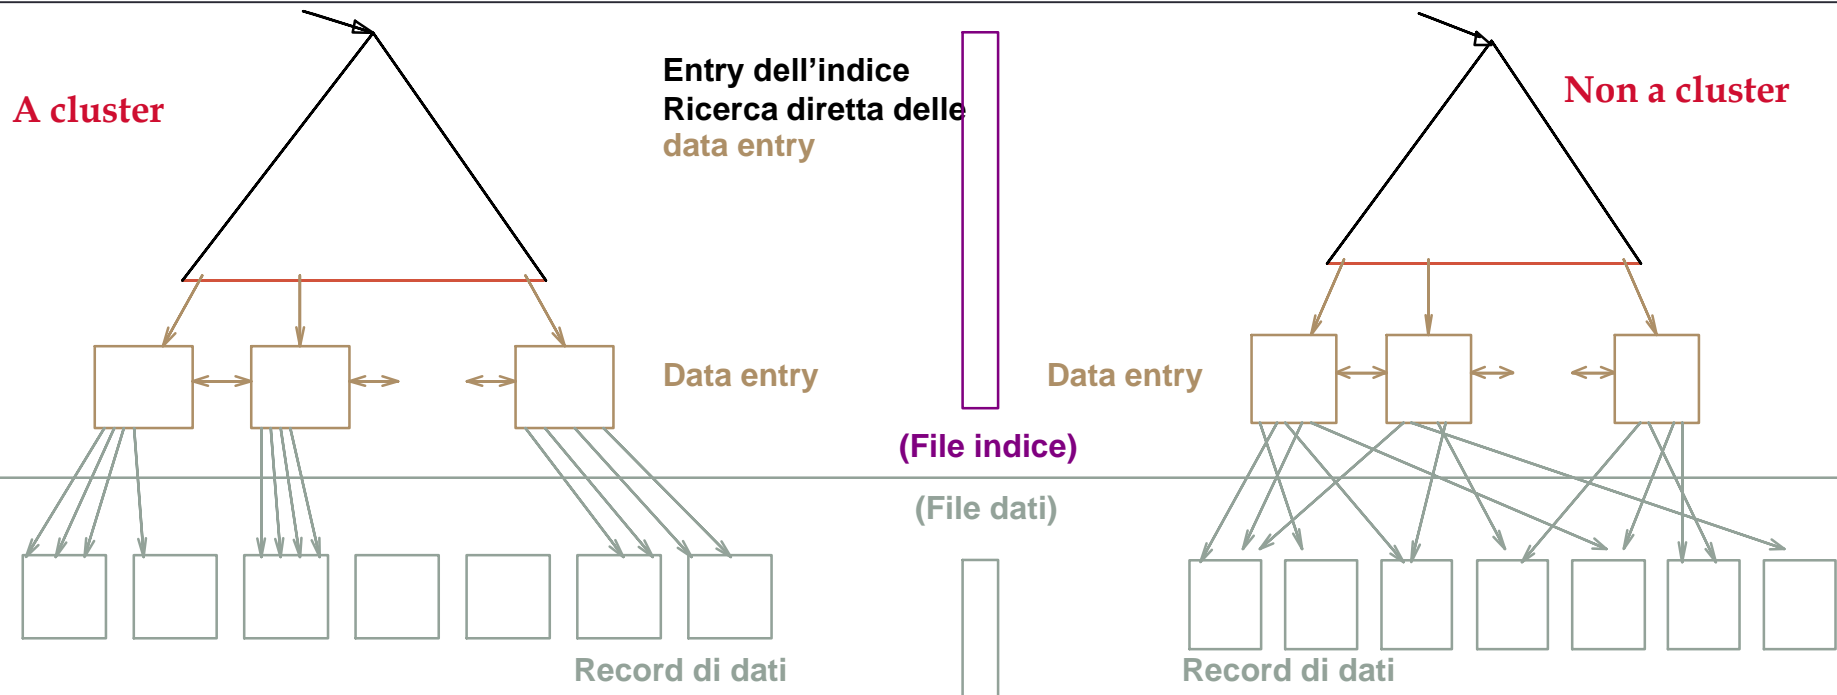 A cluster
Entry dell'indice
Ricerca diretta delle
data entry
Non a cluster
Data entry
Data entry
(File indice)
(File dati)
Record di dati
Record di dati